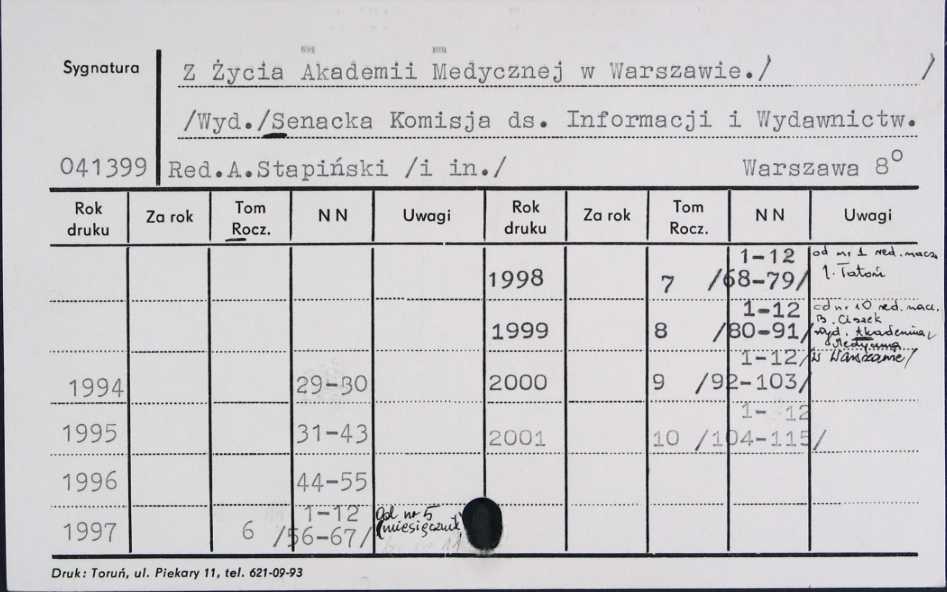 Sygnatura
Z Życia Akademii Medycznej w Warszawie./ /
/Wyd./Senacka Komisja ds. Informacji i Wydawnictw.
041399 Red.A.Stapiński /i in./ Warszawa 8°
Rok druku Za rok Tom Rocz. NN Uwagi Rok druku Za rok Tom Rocz. NN Uwagi
1998 7 1-12 /68-79/ od nr 1 red. nacz. J. Tatoń
1999 8 1-12 /80-91/ od nr 10 red. nacz. B. Ciszek
wyd. Akademia Medyczna w Warszawie/
1994 29-30 2000 9 1-12 /92-103/
1995 31-43 2001 10 1- 12 /104-115/
1996 44-55
1997 6 1-12 /56-67/ Od nr 5 (miesięcznik)
Druk: Toruń, ul. Piekary 11, tel. 621-09-93